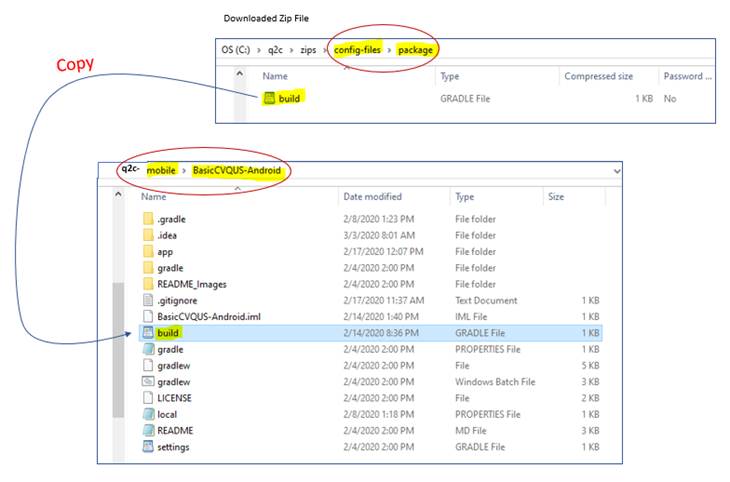 Downloaded Zip File
Copy
OS (C:) > q2c > zips > config-files > package
Name Type Compressed size Password ...
build GRADLE File 1 KB No
q2c- mobile > BasicCVQUS-Android
Name Date modified Type Size
.gradle 2/8/2020 1:23 PM File folder
.idea 3/3/2020 8:01 AM File folder
app 2/17/2020 12:07 PM File folder
gradle 2/4/2020 2:00 PM File folder
README_Images 2/4/2020 2:00 PM File folder
.gitignore 2/17/2020 11:37 AM Text Document 1 KB
BasicCVQUS-Android.iml 2/14/2020 1:40 PM IML File 1 KB
build 2/14/2020 8:36 PM GRADLE File 1 KB
gradle 2/4/2020 2:00 PM PROPERTIES File 1 KB
gradlew 2/4/2020 2:00 PM File 5 KB
gradlew 2/4/2020 2:00 PM Windows Batch File 3 KB
LICENSE 2/4/2020 2:00 PM File 2 KB
local 2/8/2020 1:18 PM PROPERTIES File 1 KB
README 2/4/2020 2:00 PM MD File 3 KB
settings 2/4/2020 2:00 PM GRADLE File 1 KB